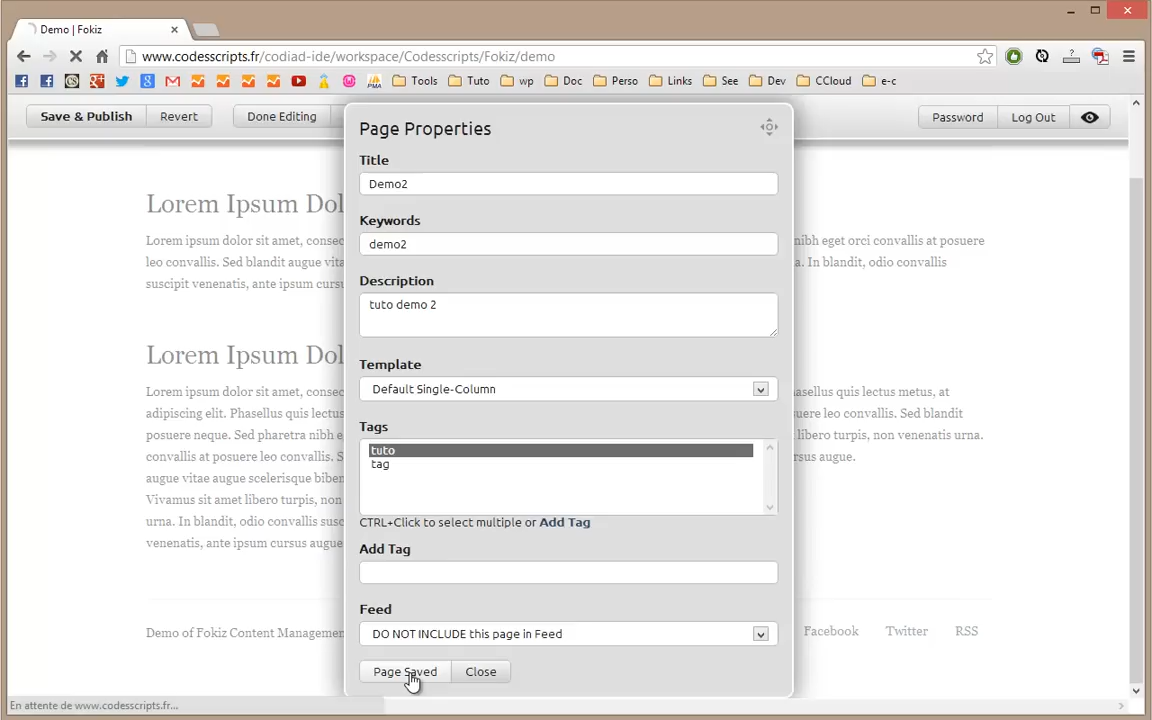 Demo | Fokiz
www.codesscripts.fr/codiad-ide/workspace/Codesscripts/Fokiz/demo
Tools
Tuto
wp
Doc
Perso
Links
See
Dev
CCloud
e-c
Save & Publish
Revert
Done Editing
Password
Log Out
Page Properties
Title
Demo2
Keywords
demo2
Description
tuto demo 2
Template
Default Single-Column
Tags
tuto
tag
CTRL+Click to select multiple or Add Tag
Add Tag
Feed
DO NOT INCLUDE this page in Feed
Page Saved
Close
Lorem Ipsum Dol
Lorem ipsum dolor sit amet, consec
nibh eget orci convallis at posuere
leo convallis. Sed blandit augue vita
a. In blandit, odio convallis
suscipit venenatis, ante ipsum cursu
Lorem Ipsum Dol
Lorem ipsum dolor sit amet, consec
hasellus quis lectus metus, at
adipiscing elit. Phasellus quis lectus
uere leo convallis. Sed blandit
posuere neque. Sed pharetra nibh e
libero turpis, non venenatis urna.
convallis at posuere leo convallis. S
rsus augue.
augue vitae augue scelerisque biben
Vivamus sit amet libero turpis, non
urna. In blandit, odio convallis susc
venenatis, ante ipsum cursus augue
Demo of Fokiz Content Managemen
Facebook
Twitter
RSS
En attente de www.codesscripts.fr...